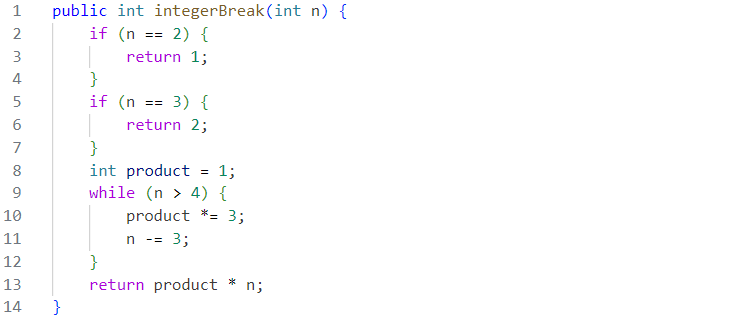 1 public int integerBreak(int n) {
2     if (n == 2) {
3         return 1;
4     }
5     if (n == 3) {
6         return 2;
7     }
8     int product = 1;
9     while (n > 4) {
10         product *= 3;
11         n -= 3;
12     }
13     return product * n;
14 }